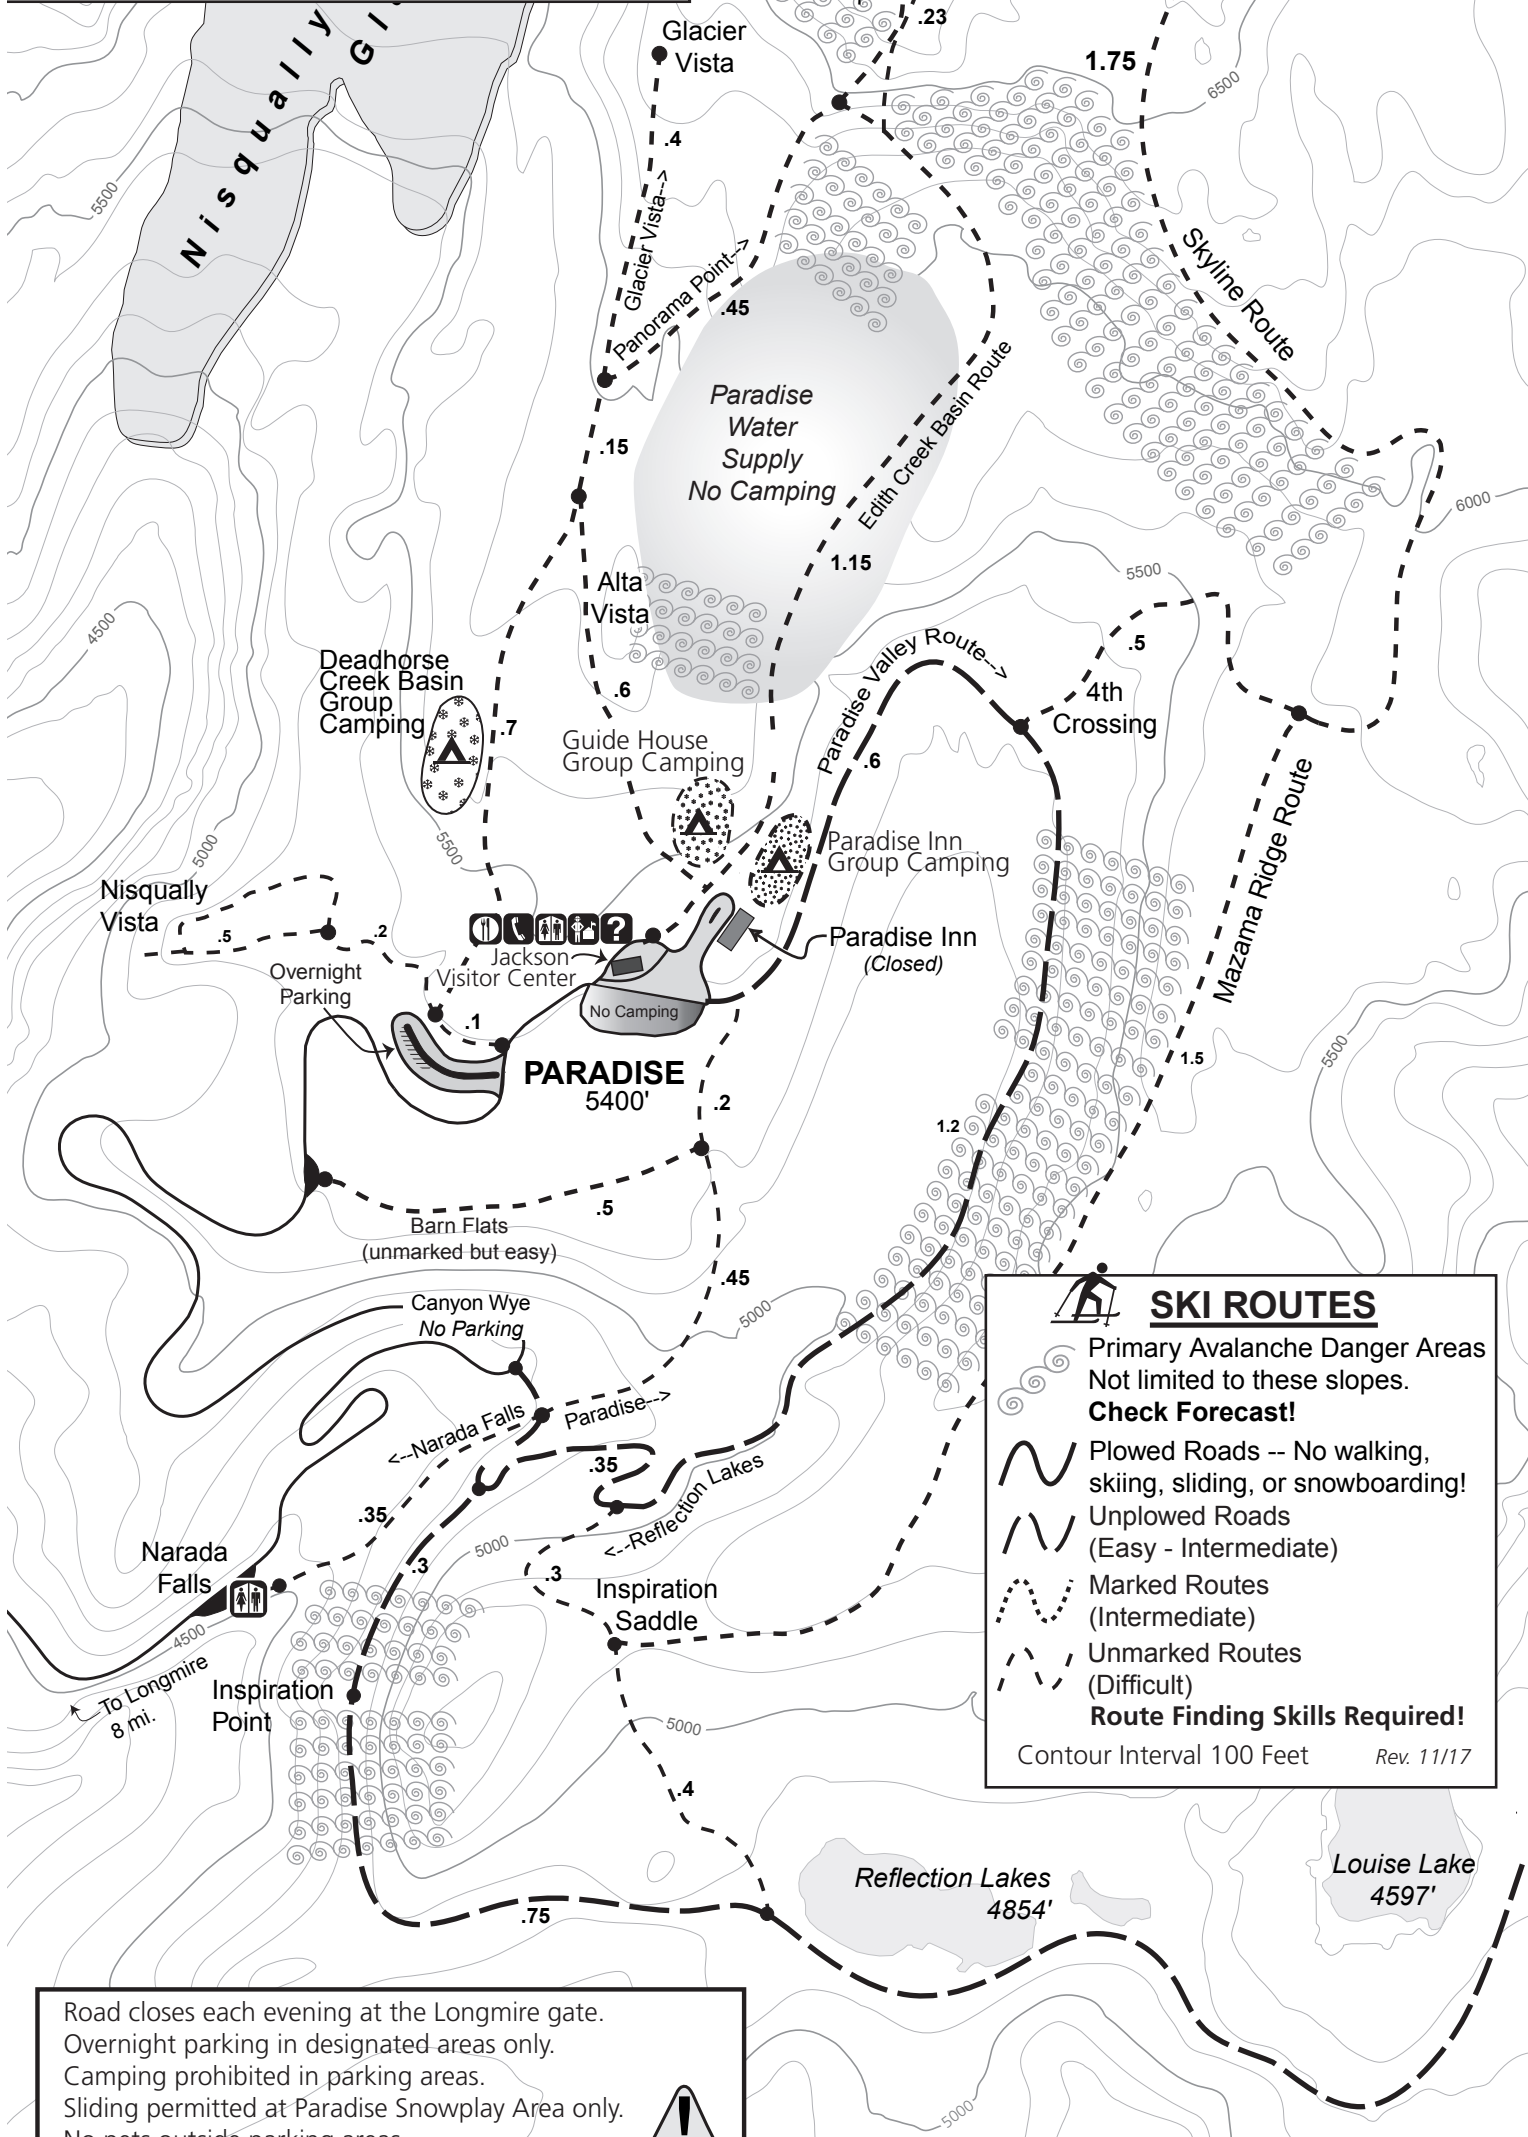 Nisqually
Gl
.23
Glacier
Vista
1.75
6500
.4
5500
Glacier Vista-->
Panorama Point-->
.45
Skyline Route
Paradise
Water
Supply
No Camping
Edith Creek Basin Route
.15
6000
1.15
5500
Alta
Vista
4500
.5
Deadhorse
Creek Basin
Group
Camping
.6
Paradise Valley Route-->
4th
Crossing
.7
Guide House
Group Camping
.6
Mazama Ridge Route
5000
5500
Paradise Inn
Group Camping
Nisqually
Vista
.5
.2
?
Paradise Inn
(Closed)
Jackson
Visitor Center
Overnight
Parking
No Camping
.1
PARADISE
5400'
1.5
5500
.2
1.2
.5
Barn Flats
(unmarked but easy)
.45
Canyon Wye
No Parking
5000
<--Narada Falls
Paradise-->
.35
.35
<--Reflection Lakes
5000
Narada
Falls
.3
.3
Inspiration
Saddle
4500
To Longmire
8 mi.
Inspiration
Point
5000
.4
SKI ROUTES
Primary Avalanche Danger Areas
Not limited to these slopes.
Check Forecast!
Plowed Roads -- No walking,
skiing, sliding, or snowboarding!
Unplowed Roads
(Easy - Intermediate)
Marked Routes
(Intermediate)
Unmarked Routes
(Difficult)
Route Finding Skills Required!
Contour Interval 100 Feet
Rev. 11/17
Reflection Lakes
4854'
Louise Lake
4597'
.75
Road closes each evening at the Longmire gate.
Overnight parking in designated areas only.
Camping prohibited in parking areas.
Sliding permitted at Paradise Snowplay Area only.
No pets outside parking areas.
!
5000